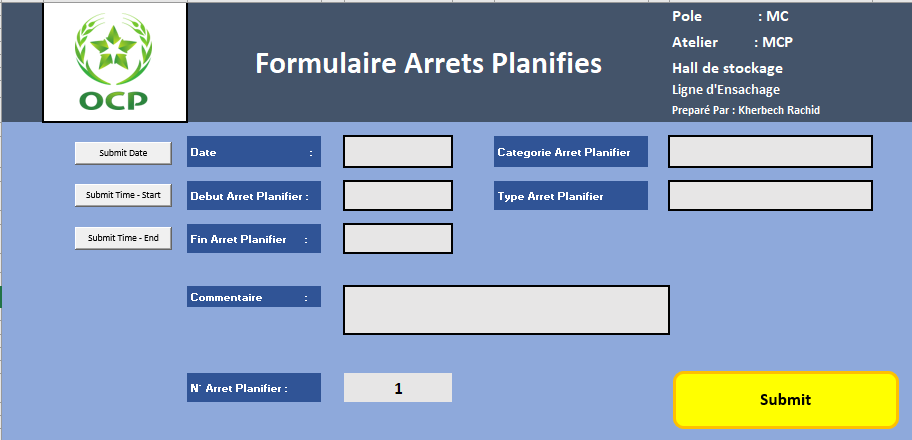 OCP
Formulaire Arrets Planifies
Pole : MC
Atelier : MCP
Hall de stockage
Ligne d'Ensachage
Preparé Par : Kherbech Rachid
Submit Date
Date :
Categorie Arret Planifier
Submit Time - Start
Debut Arret Planifier :
Type Arret Planifier
Submit Time - End
Fin Arret Planifier :
Commentaire :
N° Arret Planifier :
1
Submit